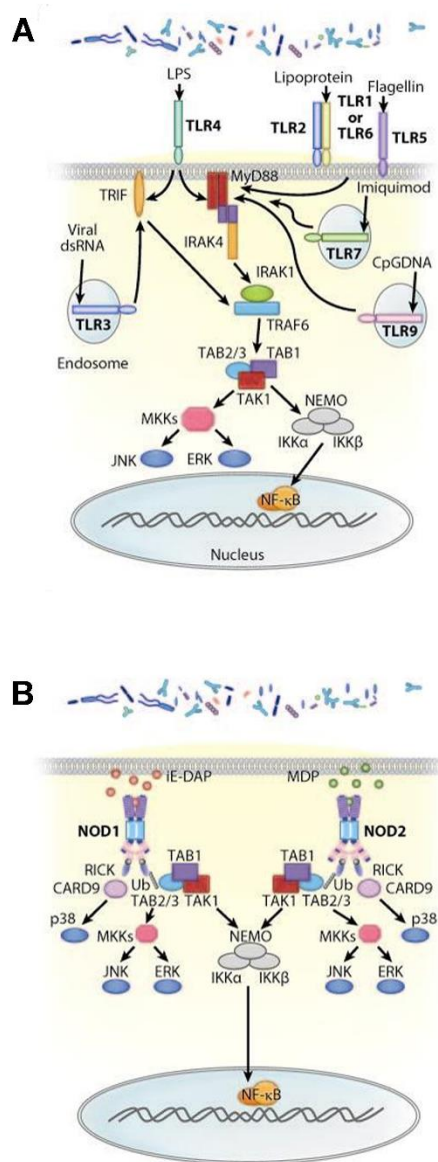 A
LPS
Lipoprotein
Flagellin
TLR4
TLR2
TLR1
or
TLR6
TLR5
MyD88
TRIF
Imiquimod
IRAK4
TLR7
Viral
dsRNA
CpGDNA
IRAK1
TRAF6
TLR3
TLR9
Endosome
TAB2/3
TAB1
TAK1
MKKs
NEMO
IKKα
IKKβ
JNK
ERK
NF-κB
Nucleus
B
iE-DAP
MDP
NOD1
NOD2
TAB1
TAB1
RICK
RICK
CARD9
Ub
Ub
CARD9
TAB2/3
TAK1
TAK1
TAB2/3
p38
p38
MKKs
NEMO
MKKs
JNK
ERK
IKKα
IKKβ
JNK
ERK
NF-κB